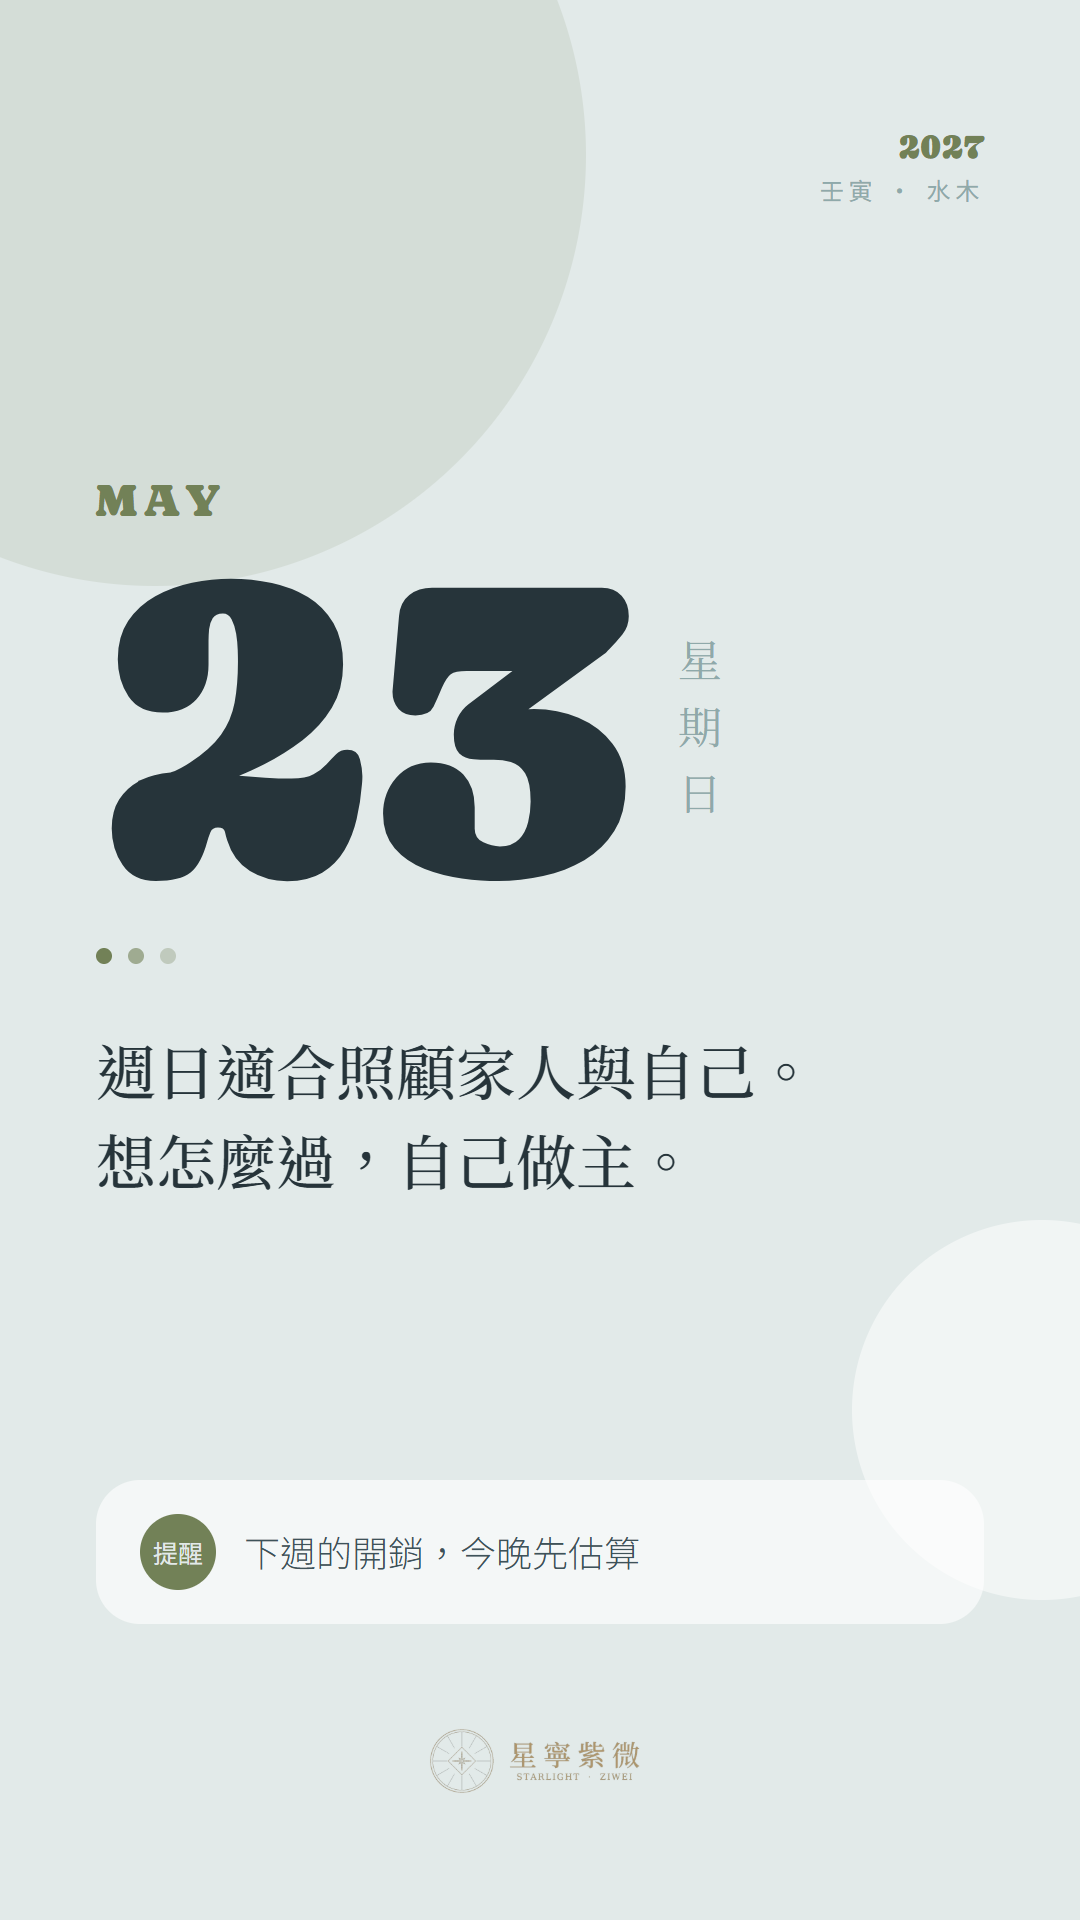 2027
壬寅 · 水木
MAY
23
星期日
週日適合照顧家人與自己。
想怎麼過，自己做主。
提醒
下週的開銷，今晚先估算
星寧紫微
STARLIGHT · ZIWEI